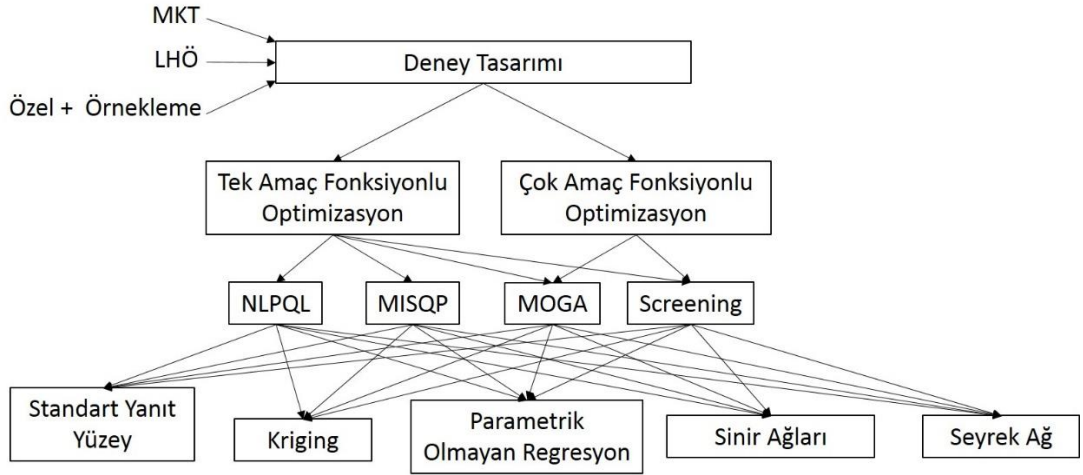 MKT
LHÖ
Özel + Örnekleme
Deney Tasarımı
Tek Amaç Fonksiyonlu
Optimizasyon
Çok Amaç Fonksiyonlu
Optimizasyon
NLPQL
MISQP
MOGA
Screening
Standart Yanıt
Yüzey
Kriging
Parametrik
Olmayan Regresyon
Sinir Ağları
Seyrek Ağ